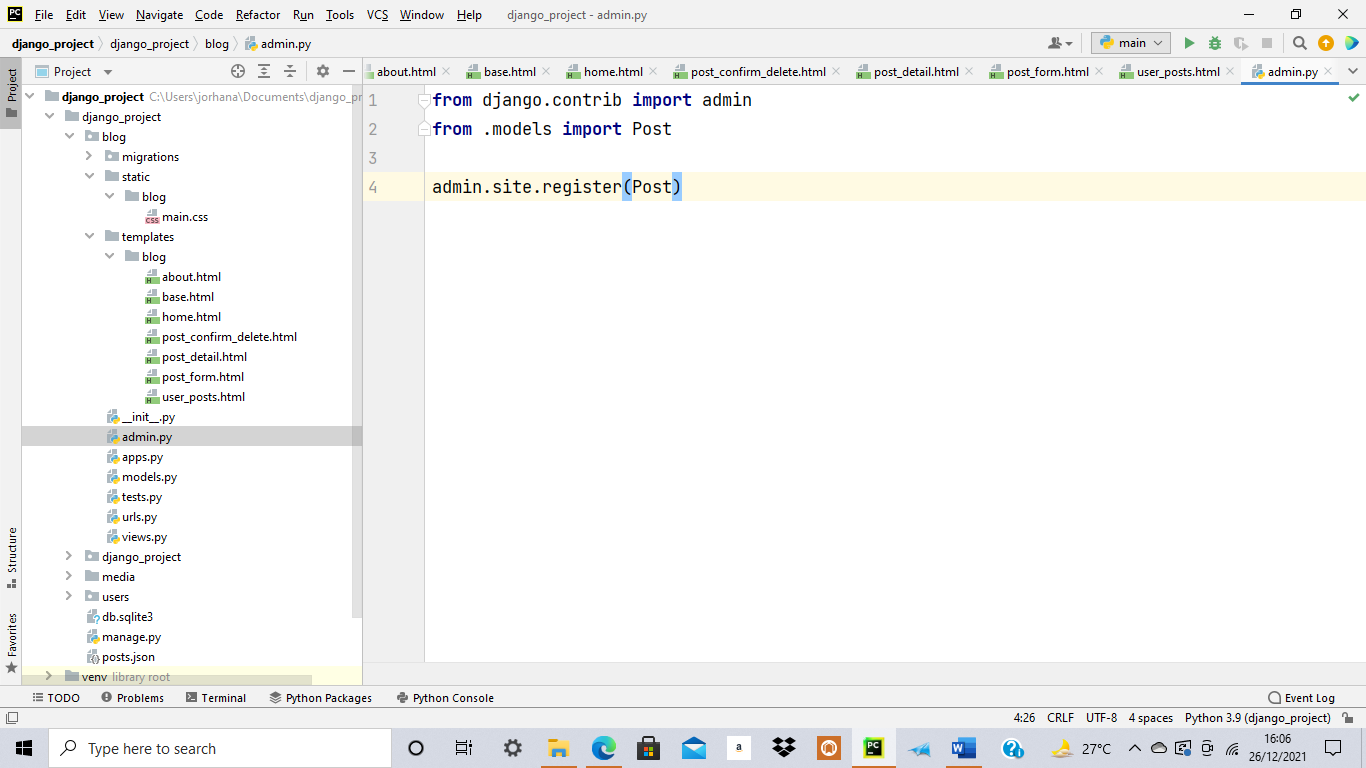 PC File Edit View Navigate Code Refactor Run Tools VCS Window Help django_project - admin.py
django_project django_project blog admin.py main
Project
Project
about.html base.html home.html post_confirm_delete.html post_detail.html post_form.html user_posts.html admin.py
django_project C:\Users\jorhana\Documents\django_pr
django_project
blog
migrations
static
blog
main.css
templates
blog
about.html
base.html
home.html
post_confirm_delete.html
post_detail.html
post_form.html
user_posts.html
__init__.py
admin.py
apps.py
models.py
tests.py
urls.py
views.py
django_project
media
users
db.sqlite3
manage.py
posts.json
venv library root
1 from django.contrib import admin
2 from .models import Post
3
4 admin.site.register(Post)
Structure
Favorites
TODO Problems Terminal Python Packages Python Console Event Log
4:26 CRLF UTF-8 4 spaces Python 3.9 (django_project)
Type here to search
a
PC
W
27°C
16:06
26/12/2021